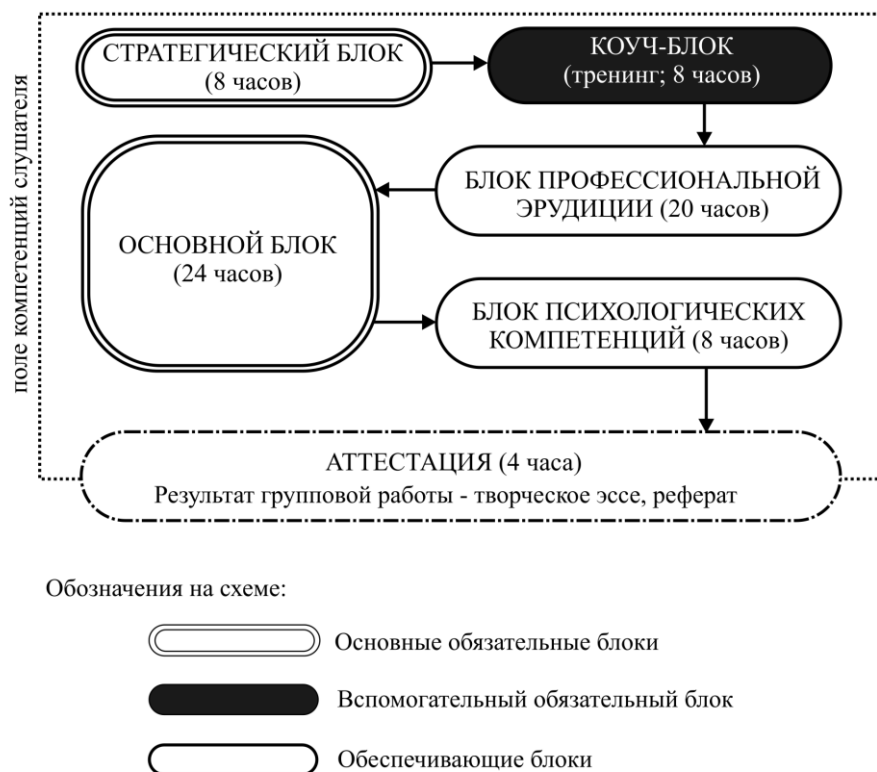 СТРАТЕГИЧЕСКИЙ БЛОК
(8 часов)
КОУЧ-БЛОК
(тренинг; 8 часов)
поле компетенций слушателя
БЛОК ПРОФЕССИОНАЛЬНОЙ
ЭРУДИЦИИ (20 часов)
ОСНОВНОЙ БЛОК
(24 часов)
БЛОК ПСИХОЛОГИЧЕСКИХ
КОМПЕТЕНЦИЙ (8 часов)
АТТЕСТАЦИЯ (4 часа)
Результат групповой работы - творческое эссе, реферат
Обозначения на схеме:
Основные обязательные блоки
Вспомогательный обязательный блок
Обеспечивающие блоки